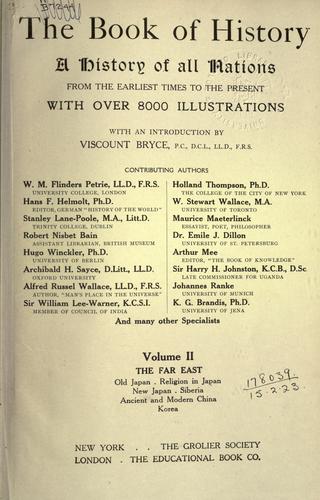 B7244
The Book of History
A History of all Nations
FROM THE EARLIEST TIMES TO THE PRESENT
WITH OVER 8000 ILLUSTRATIONS
WITH AN INTRODUCTION BY
VISCOUNT BRYCE, P.C., D.C.L., LL.D., F.R.S.
CONTRIBUTING AUTHORS
W. M. Flinders Petrie, LL.D., F.R.S.
UNIVERSITY COLLEGE, LONDON
Hans F. Helmolt, Ph.D.
EDITOR, GERMAN "HISTORY OF THE WORLD"
Stanley Lane-Poole, M.A., Litt.D.
TRINITY COLLEGE, DUBLIN
Robert Nisbet Bain
ASSISTANT LIBRARIAN, BRITISH MUSEUM
Hugo Winckler, Ph.D.
UNIVERSITY OF BERLIN
Archibald H. Sayce, D.Litt., LL.D.
OXFORD UNIVERSITY
Alfred Russel Wallace, LL.D., F.R.S.
AUTHOR, "MAN'S PLACE IN THE UNIVERSE"
Sir William Lee-Warner, K.C.S.I.
MEMBER OF COUNCIL OF INDIA
Holland Thompson, Ph.D.
THE COLLEGE OF THE CITY OF NEW YORK
W. Stewart Wallace, M.A.
UNIVERSITY OF TORONTO
Maurice Maeterlinck
ESSAYIST, POET, PHILOSOPHER
Dr. Emile J. Dillon
UNIVERSITY OF ST. PETERSBURG
Arthur Mee
EDITOR, "THE BOOK OF KNOWLEDGE"
Sir Harry H. Johnston, K.C.B., D.Sc
LATE COMMISSIONER FOR UGANDA
Johannes Ranke
UNIVERSITY OF MUNICH
K. G. Brandis, Ph.D.
UNIVERSITY OF JENA
And many other Specialists
Volume II
THE FAR EAST
Old Japan . Religion in Japan
New Japan . Siberia
Ancient and Modern China
Korea
178039
15.2.23.
NEW YORK . . THE GROLIER SOCIETY
LONDON . THE EDUCATIONAL BOOK CO.